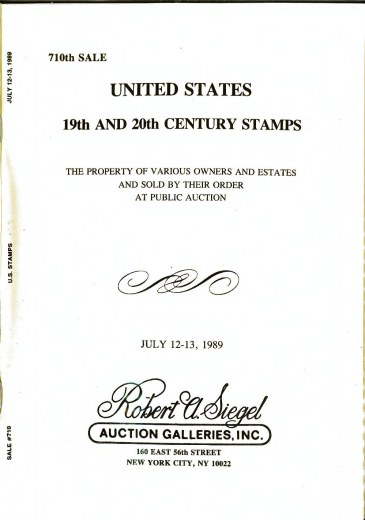 710th SALE
UNITED STATES
19th AND 20th CENTURY STAMPS
THE PROPERTY OF VARIOUS OWNERS AND ESTATES
AND SOLD BY THEIR ORDER
AT PUBLIC AUCTION
JULY 12-13, 1989
Robert A. Siegel
AUCTION GALLERIES, INC.
160 EAST 56th STREET
NEW YORK CITY, NY 10022
JULY 12-13, 1989
U.S. STAMPS
SALE #710